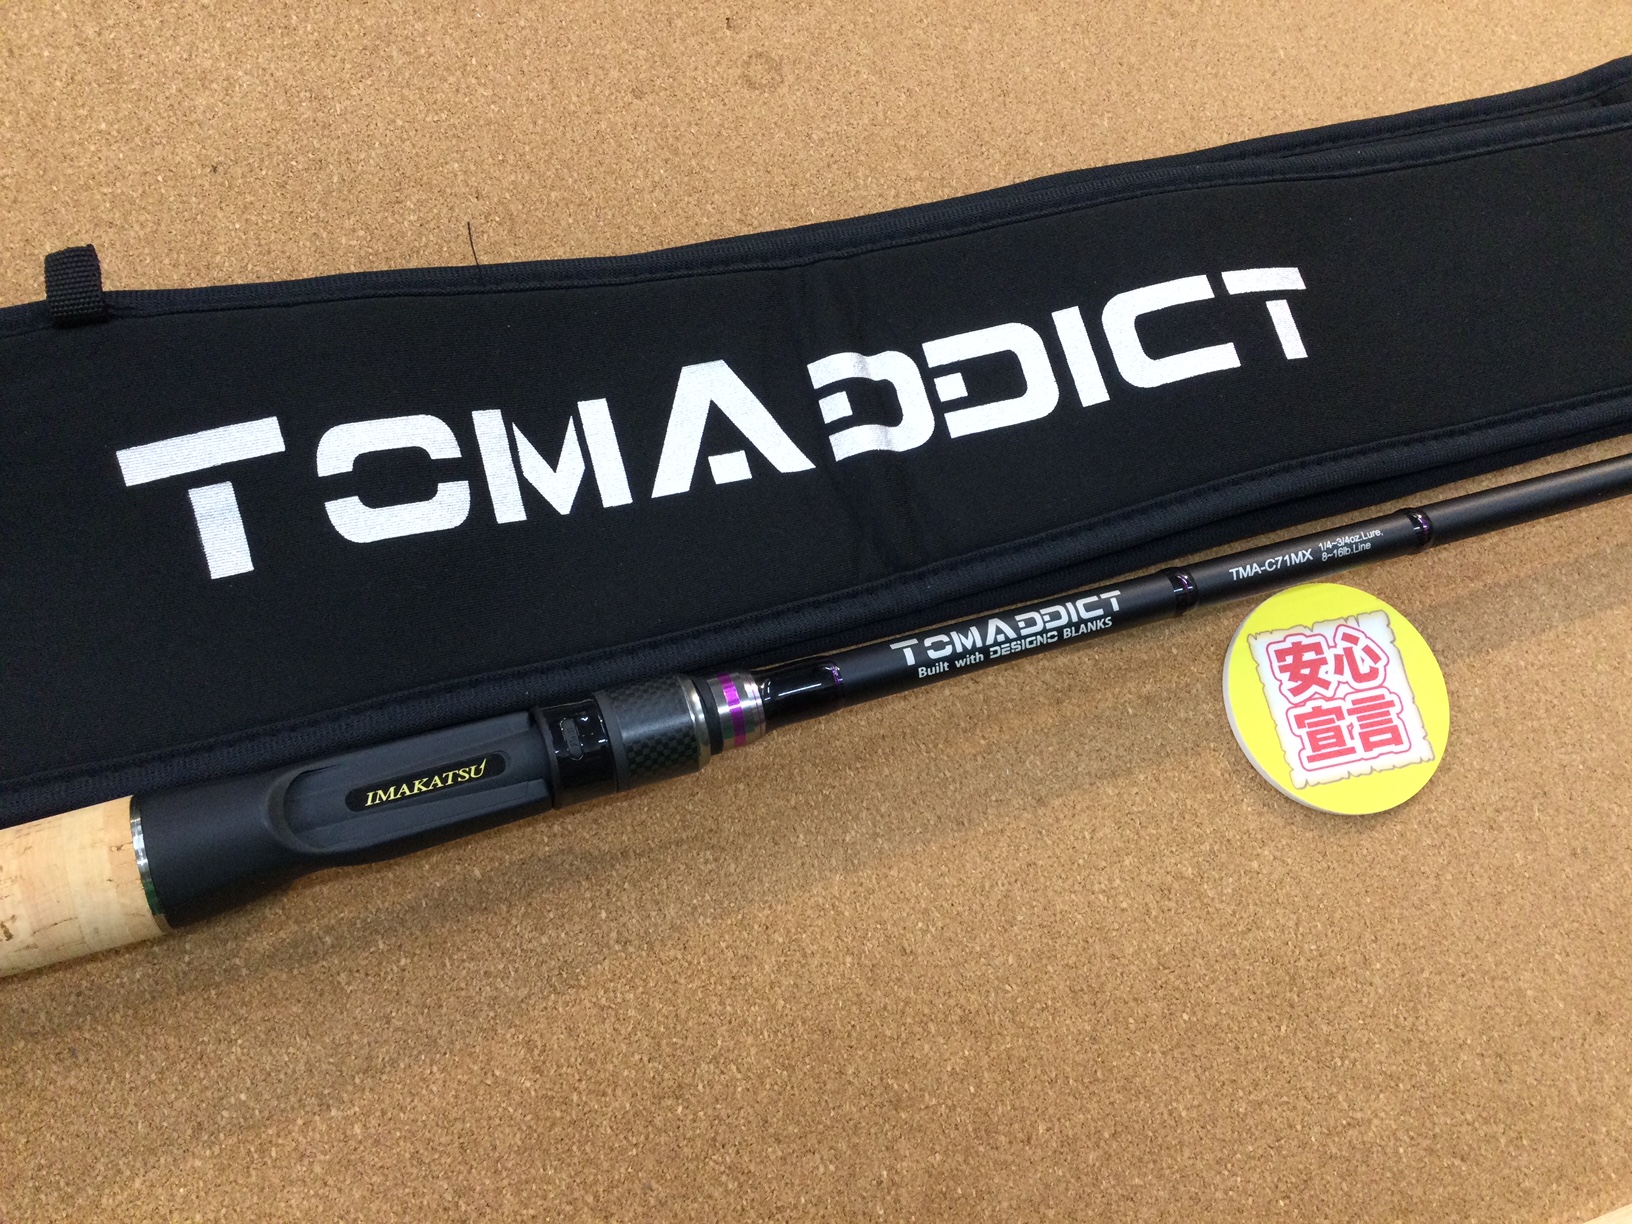 TOMADDICT
TMA-C71MX
1/4~3/4oz.Lure.
8~16lb.Line
TOMADDICT
Built with DESIGNO BLANKS
IMAKATSU
安心
宣言